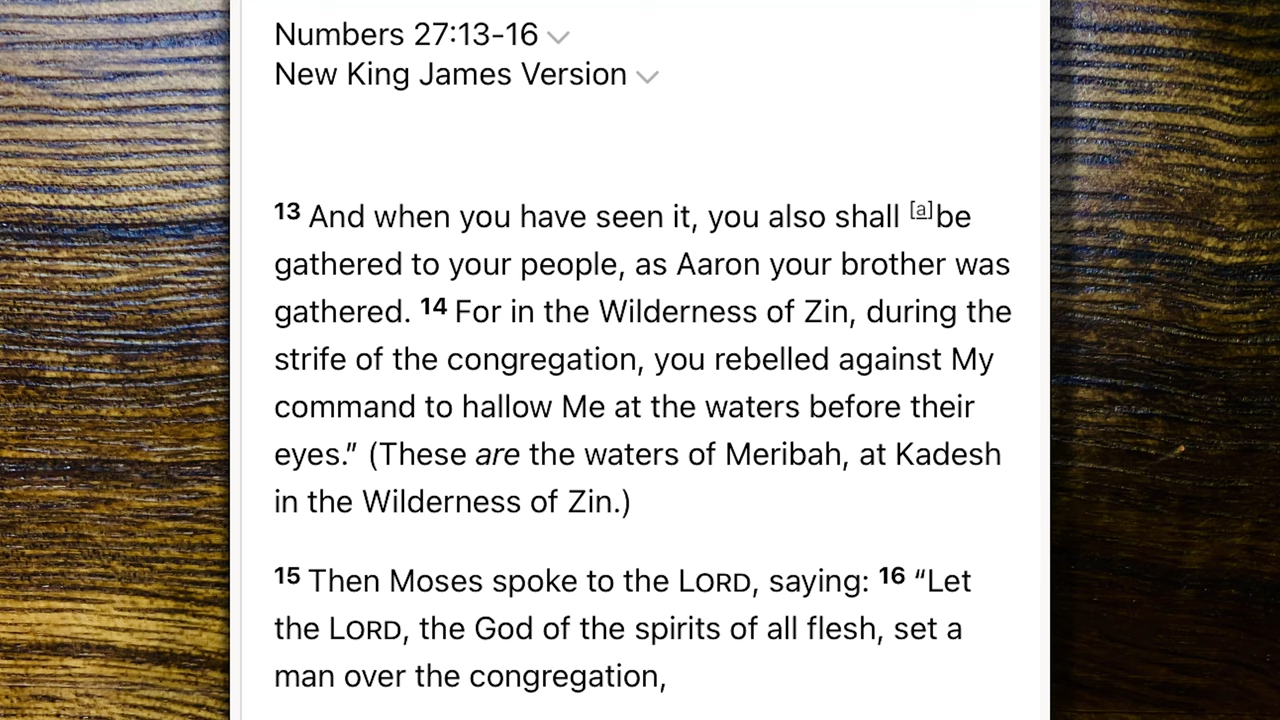 Numbers 27:13-16
New King James Version
13 And when you have seen it, you also shall [a]be
gathered to your people, as Aaron your brother was
gathered. 14 For in the Wilderness of Zin, during the
strife of the congregation, you rebelled against My
command to hallow Me at the waters before their
eyes.” (These are the waters of Meribah, at Kadesh
in the Wilderness of Zin.)
15 Then Moses spoke to the LORD, saying: 16 “Let
the LORD, the God of the spirits of all flesh, set a
man over the congregation,